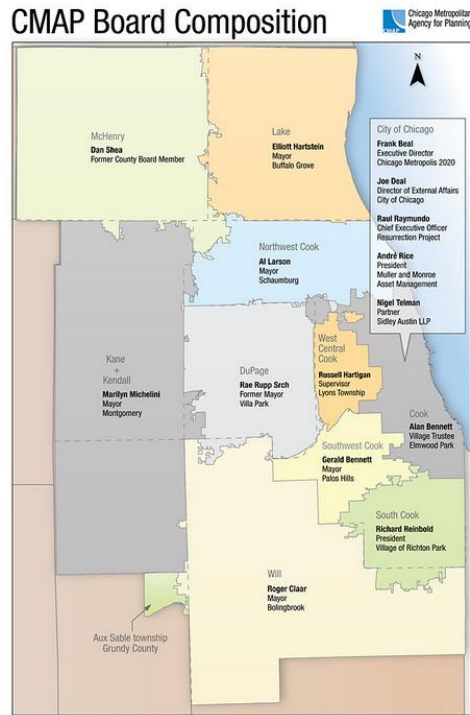 CMAP Board Composition
CMAP
Chicago Metropolitan
Agency for Planning
N
McHenry
Dan Shea
Former County Board Member
Lake
Elliott Hartstein
Mayor
Buffalo Grove
City of Chicago
Frank Beal
Executive Director
Chicago Metropolis 2020
Joe Deal
Director of External Affairs
City of Chicago
Raul Raymundo
Chief Executive Officer
Resurrection Project
André Rice
President
Muller and Monroe
Asset Management
Nigel Telman
Partner
Sidley Austin LLP
Northwest Cook
Al Larson
Mayor
Schaumburg
Kane
+
Kendall
Marilyn Michelini
Mayor
Montgomery
DuPage
Rae Rupp Srch
Former Mayor
Villa Park
West
Central
Cook
Russell Hartigan
Supervisor
Lyons Township
Cook
Alan Bennett
Village Trustee
Elmwood Park
Southwest Cook
Gerald Bennett
Mayor
Palos Hills
South Cook
Richard Reinbold
President
Village of Richton Park
Will
Roger Claar
Mayor
Bolingbrook
Aux Sable township
Grundy County